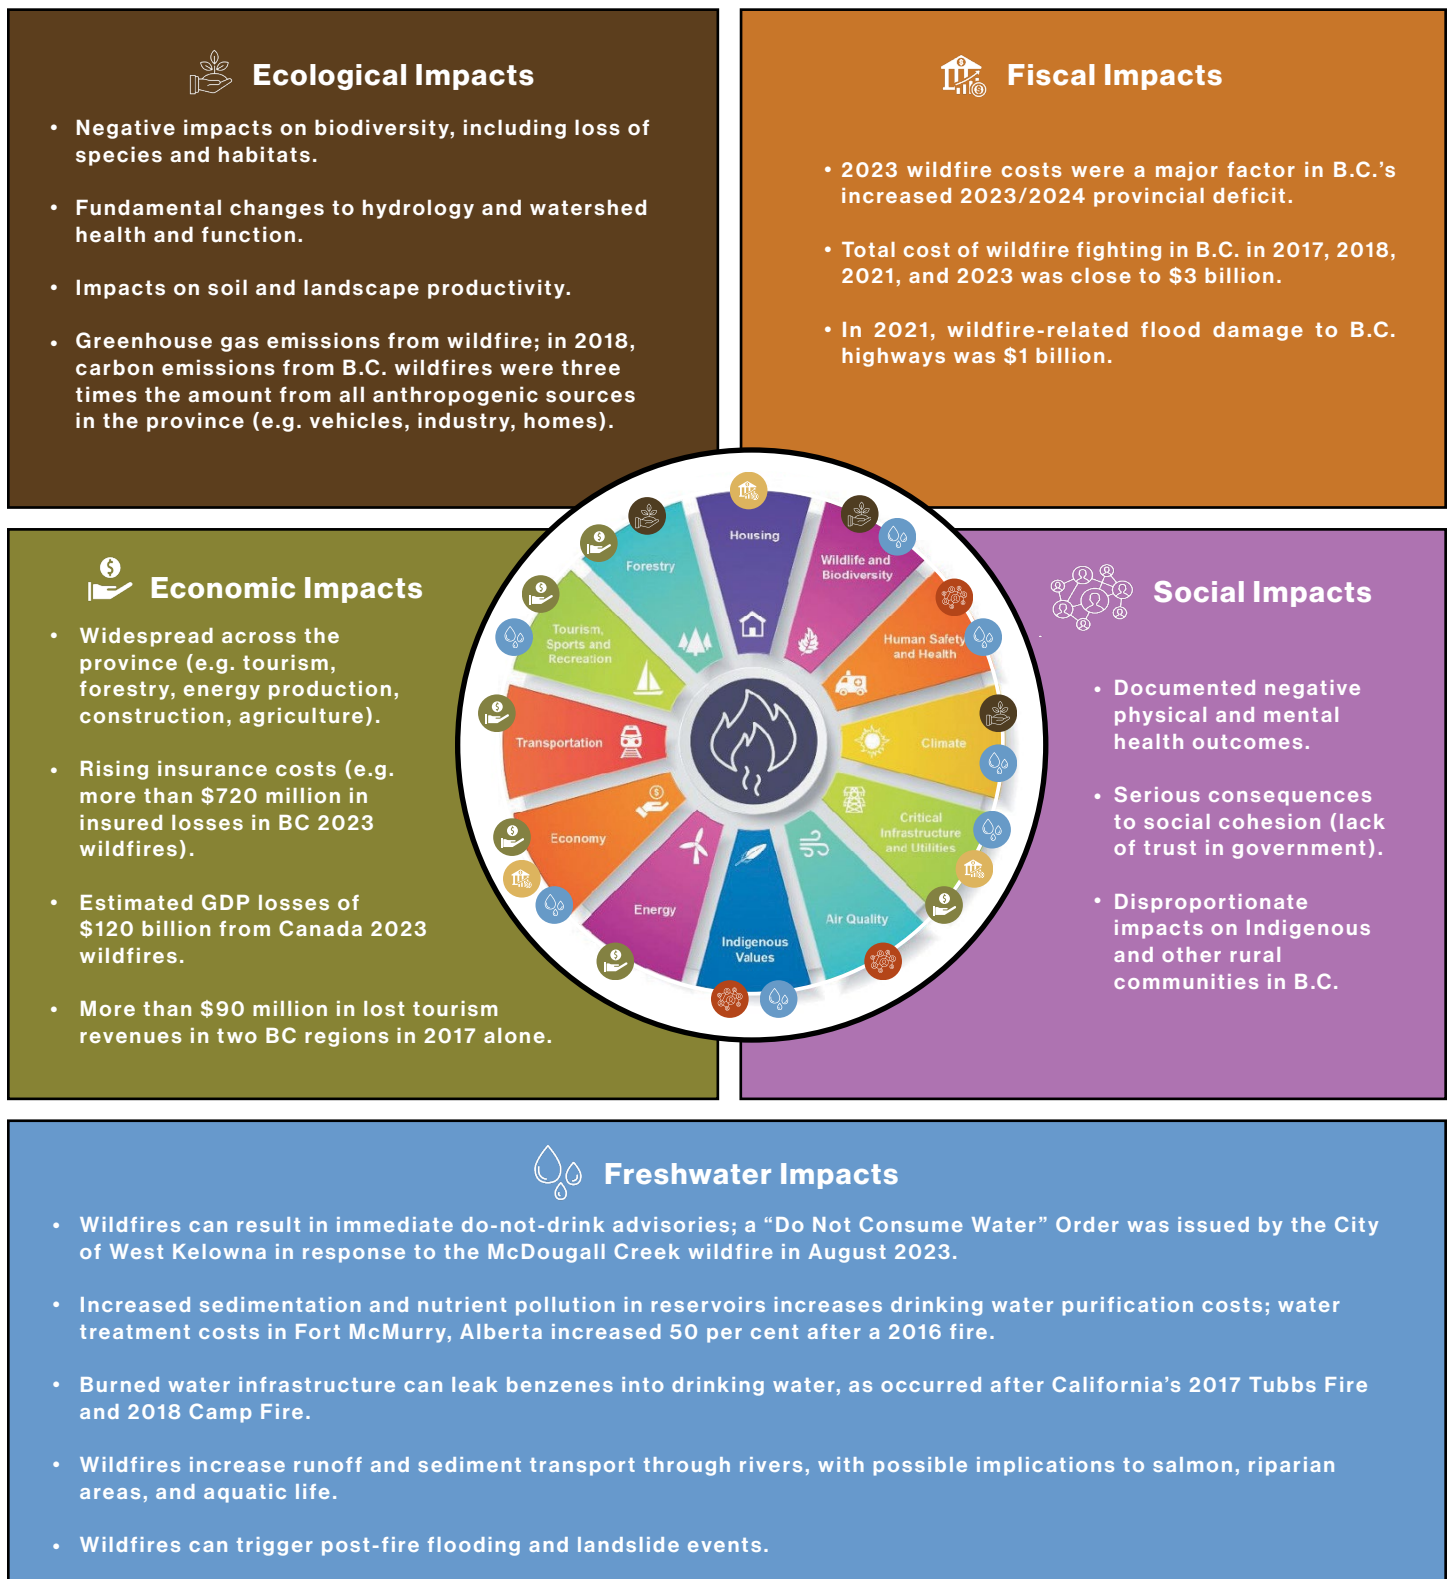 Ecological Impacts
• Negative impacts on biodiversity, including loss of
species and habitats.
• Fundamental changes to hydrology and watershed
health and function.
• Impacts on soil and landscape productivity.
• Greenhouse gas emissions from wildfire; in 2018,
carbon emissions from B.C. wildfires were three
times the amount from all anthropogenic sources
in the province (e.g. vehicles, industry, homes).
Fiscal Impacts
• 2023 wildfire costs were a major factor in B.C.’s
increased 2023/2024 provincial deficit.
• Total cost of wildfire fighting in B.C. in 2017, 2018,
2021, and 2023 was close to $3 billion.
• In 2021, wildfire-related flood damage to B.C.
highways was $1 billion.
Economic Impacts
• Widespread across the
province (e.g. tourism,
forestry, energy production,
construction, agriculture).
• Rising insurance costs (e.g.
more than $720 million in
insured losses in BC 2023
wildfires).
• Estimated GDP losses of
$120 billion from Canada 2023
wildfires.
• More than $90 million in lost tourism
revenues in two BC regions in 2017 alone.
Housing
Wildlife and
Biodiversity
Human Safety
and Health
Climate
Critical
Infrastructure
and Utilities
Air Quality
Indigenous
Values
Energy
Economy
Transportation
Tourism,
Sports and
Recreation
Forestry
Social Impacts
• Documented negative
physical and mental
health outcomes.
• Serious consequences
to social cohesion (lack
of trust in government).
• Disproportionate
impacts on Indigenous
and other rural
communities in B.C.
Freshwater Impacts
• Wildfires can result in immediate do-not-drink advisories; a “Do Not Consume Water” Order was issued by the City
of West Kelowna in response to the McDougall Creek wildfire in August 2023.
• Increased sedimentation and nutrient pollution in reservoirs increases drinking water purification costs; water
treatment costs in Fort McMurry, Alberta increased 50 per cent after a 2016 fire.
• Burned water infrastructure can leak benzenes into drinking water, as occurred after California’s 2017 Tubbs Fire
and 2018 Camp Fire.
• Wildfires increase runoff and sediment transport through rivers, with possible implications to salmon, riparian
areas, and aquatic life.
• Wildfires can trigger post-fire flooding and landslide events.